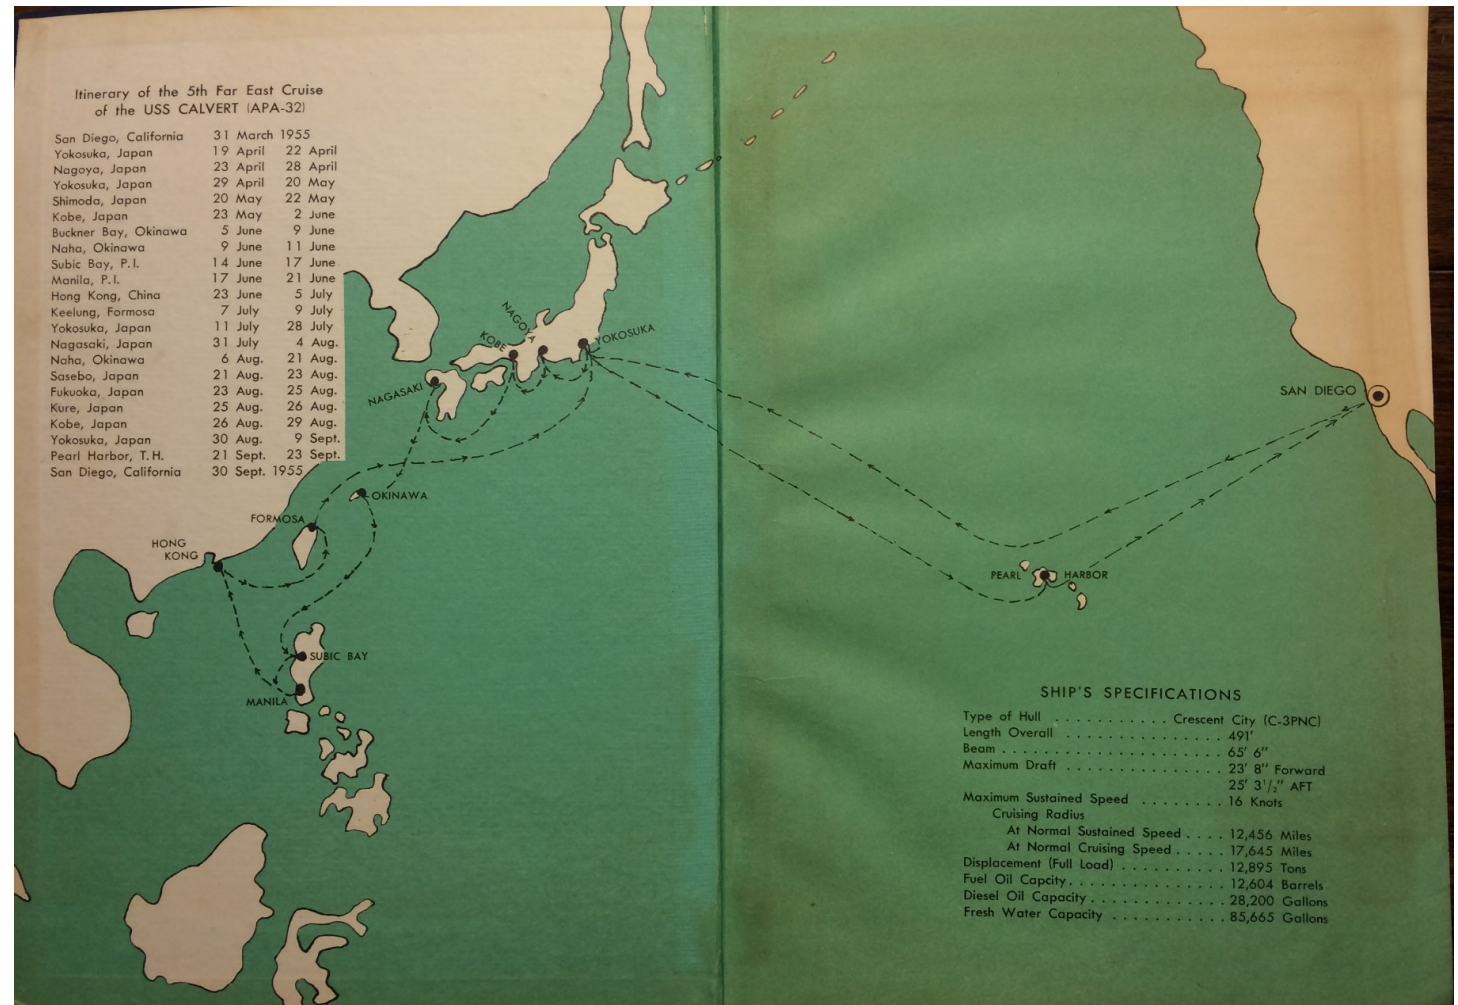 Itinerary of the 5th Far East Cruise
of the USS CALVERT (APA-32)
San Diego, California 31 March 1955
Yokosuka, Japan 19 April 22 April
Nagoya, Japan 23 April 28 April
Yokosuka, Japan 29 April 20 May
Shimoda, Japan 20 May 22 May
Kobe, Japan 23 May 2 June
Buckner Bay, Okinawa 5 June 9 June
Naha, Okinawa 9 June 11 June
Subic Bay, P.I. 14 June 17 June
Manila, P.I. 17 June 21 June
Hong Kong, China 23 June 5 July
Keelung, Formosa 7 July 9 July
Yokosuka, Japan 11 July 28 July
Nagasaki, Japan 31 July 4 Aug.
Naha, Okinawa 6 Aug. 21 Aug.
Sasebo, Japan 21 Aug. 23 Aug.
Fukuoka, Japan 23 Aug. 25 Aug.
Kure, Japan 25 Aug. 26 Aug.
Kobe, Japan 26 Aug. 29 Aug.
Yokosuka, Japan 30 Aug. 9 Sept.
Pearl Harbor, T.H. 21 Sept. 23 Sept.
San Diego, California 30 Sept. 1955
NAGOYA
KOBE
YOKOSUKA
NAGASAKI
OKINAWA
FORMOSA
HONG
KONG
SUBIC BAY
MANILA
SAN DIEGO
PEARL HARBOR
SHIP'S SPECIFICATIONS
Type of Hull . . . . . . . . . . . Crescent City (C-3PNC)
Length Overall . . . . . . . . . . . . . . . 491'
Beam . . . . . . . . . . . . . . . . . . . . . 65' 6"
Maximum Draft . . . . . . . . . . . . . . . 23' 8" Forward
25' 3½" AFT
Maximum Sustained Speed . . . . . . . . 16 Knots
Cruising Radius
At Normal Sustained Speed . . . . 12,456 Miles
At Normal Cruising Speed . . . . . 17,645 Miles
Displacement (Full Load) . . . . . . . . . . 12,895 Tons
Fuel Oil Capcity . . . . . . . . . . . . . . . 12,604 Barrels
Diesel Oil Capacity . . . . . . . . . . . . . 28,200 Gallons
Fresh Water Capacity . . . . . . . . . . . 85,665 Gallons